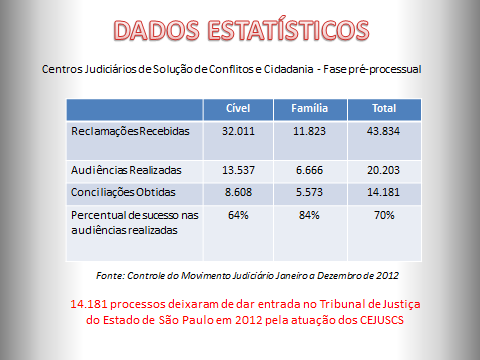 DADOS ESTATÍSTICOS
Centros Judiciários de Solução de Conflitos e Cidadania - Fase pré-processual
Cível Família Total
Reclamações Recebidas 32.011 11.823 43.834
Audiências Realizadas 13.537 6.666 20.203
Conciliações Obtidas 8.608 5.573 14.181
Percentual de sucesso nas 64% 84% 70%
audiências realizadas
Fonte: Controle do Movimento Judiciário Janeiro a Dezembro de 2012
14.181 processos deixaram de dar entrada no Tribunal de Justiça
do Estado de São Paulo em 2012 pela atuação dos CEJUSCS